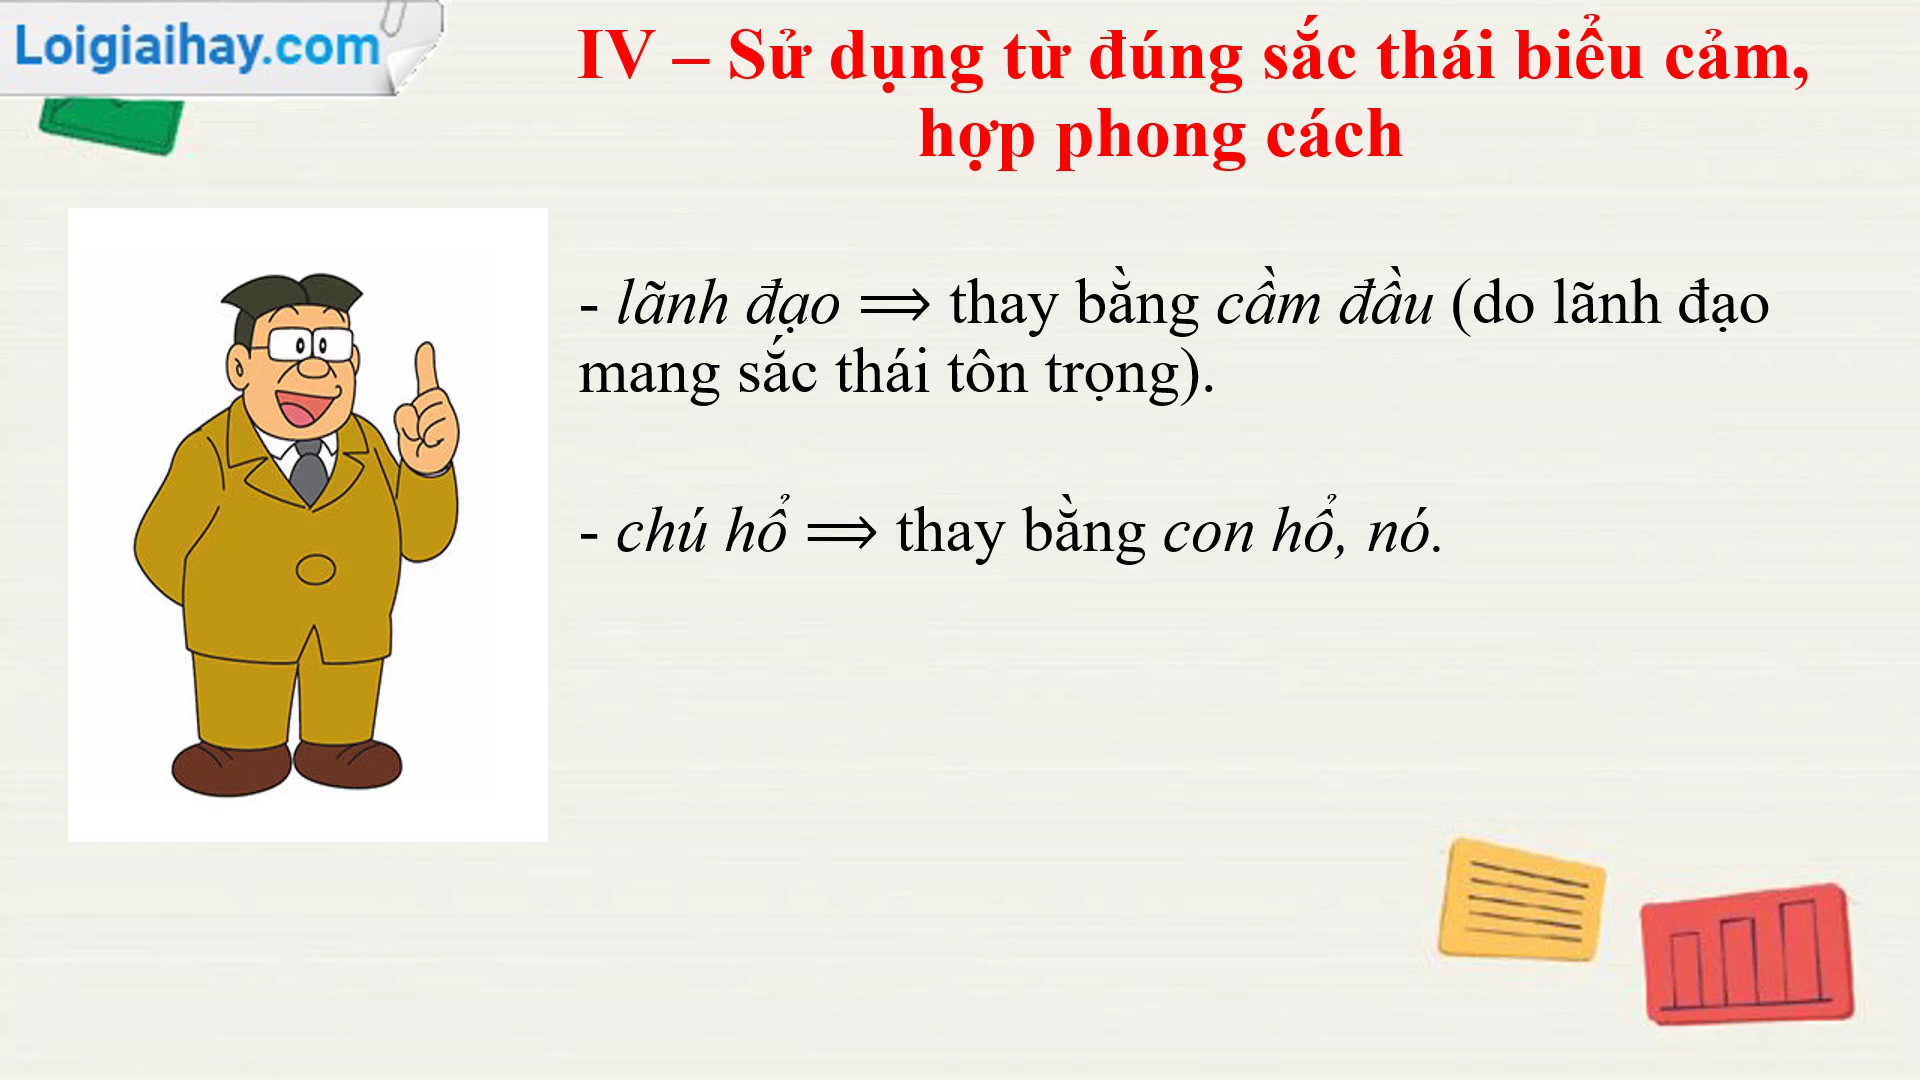 Loigiaihay.com
IV – Sử dụng từ đúng sắc thái biểu cảm,
hợp phong cách
- lãnh đạo ⟹ thay bằng cầm đầu (do lãnh đạo
mang sắc thái tôn trọng).
- chú hổ ⟹ thay bằng con hổ, nó.